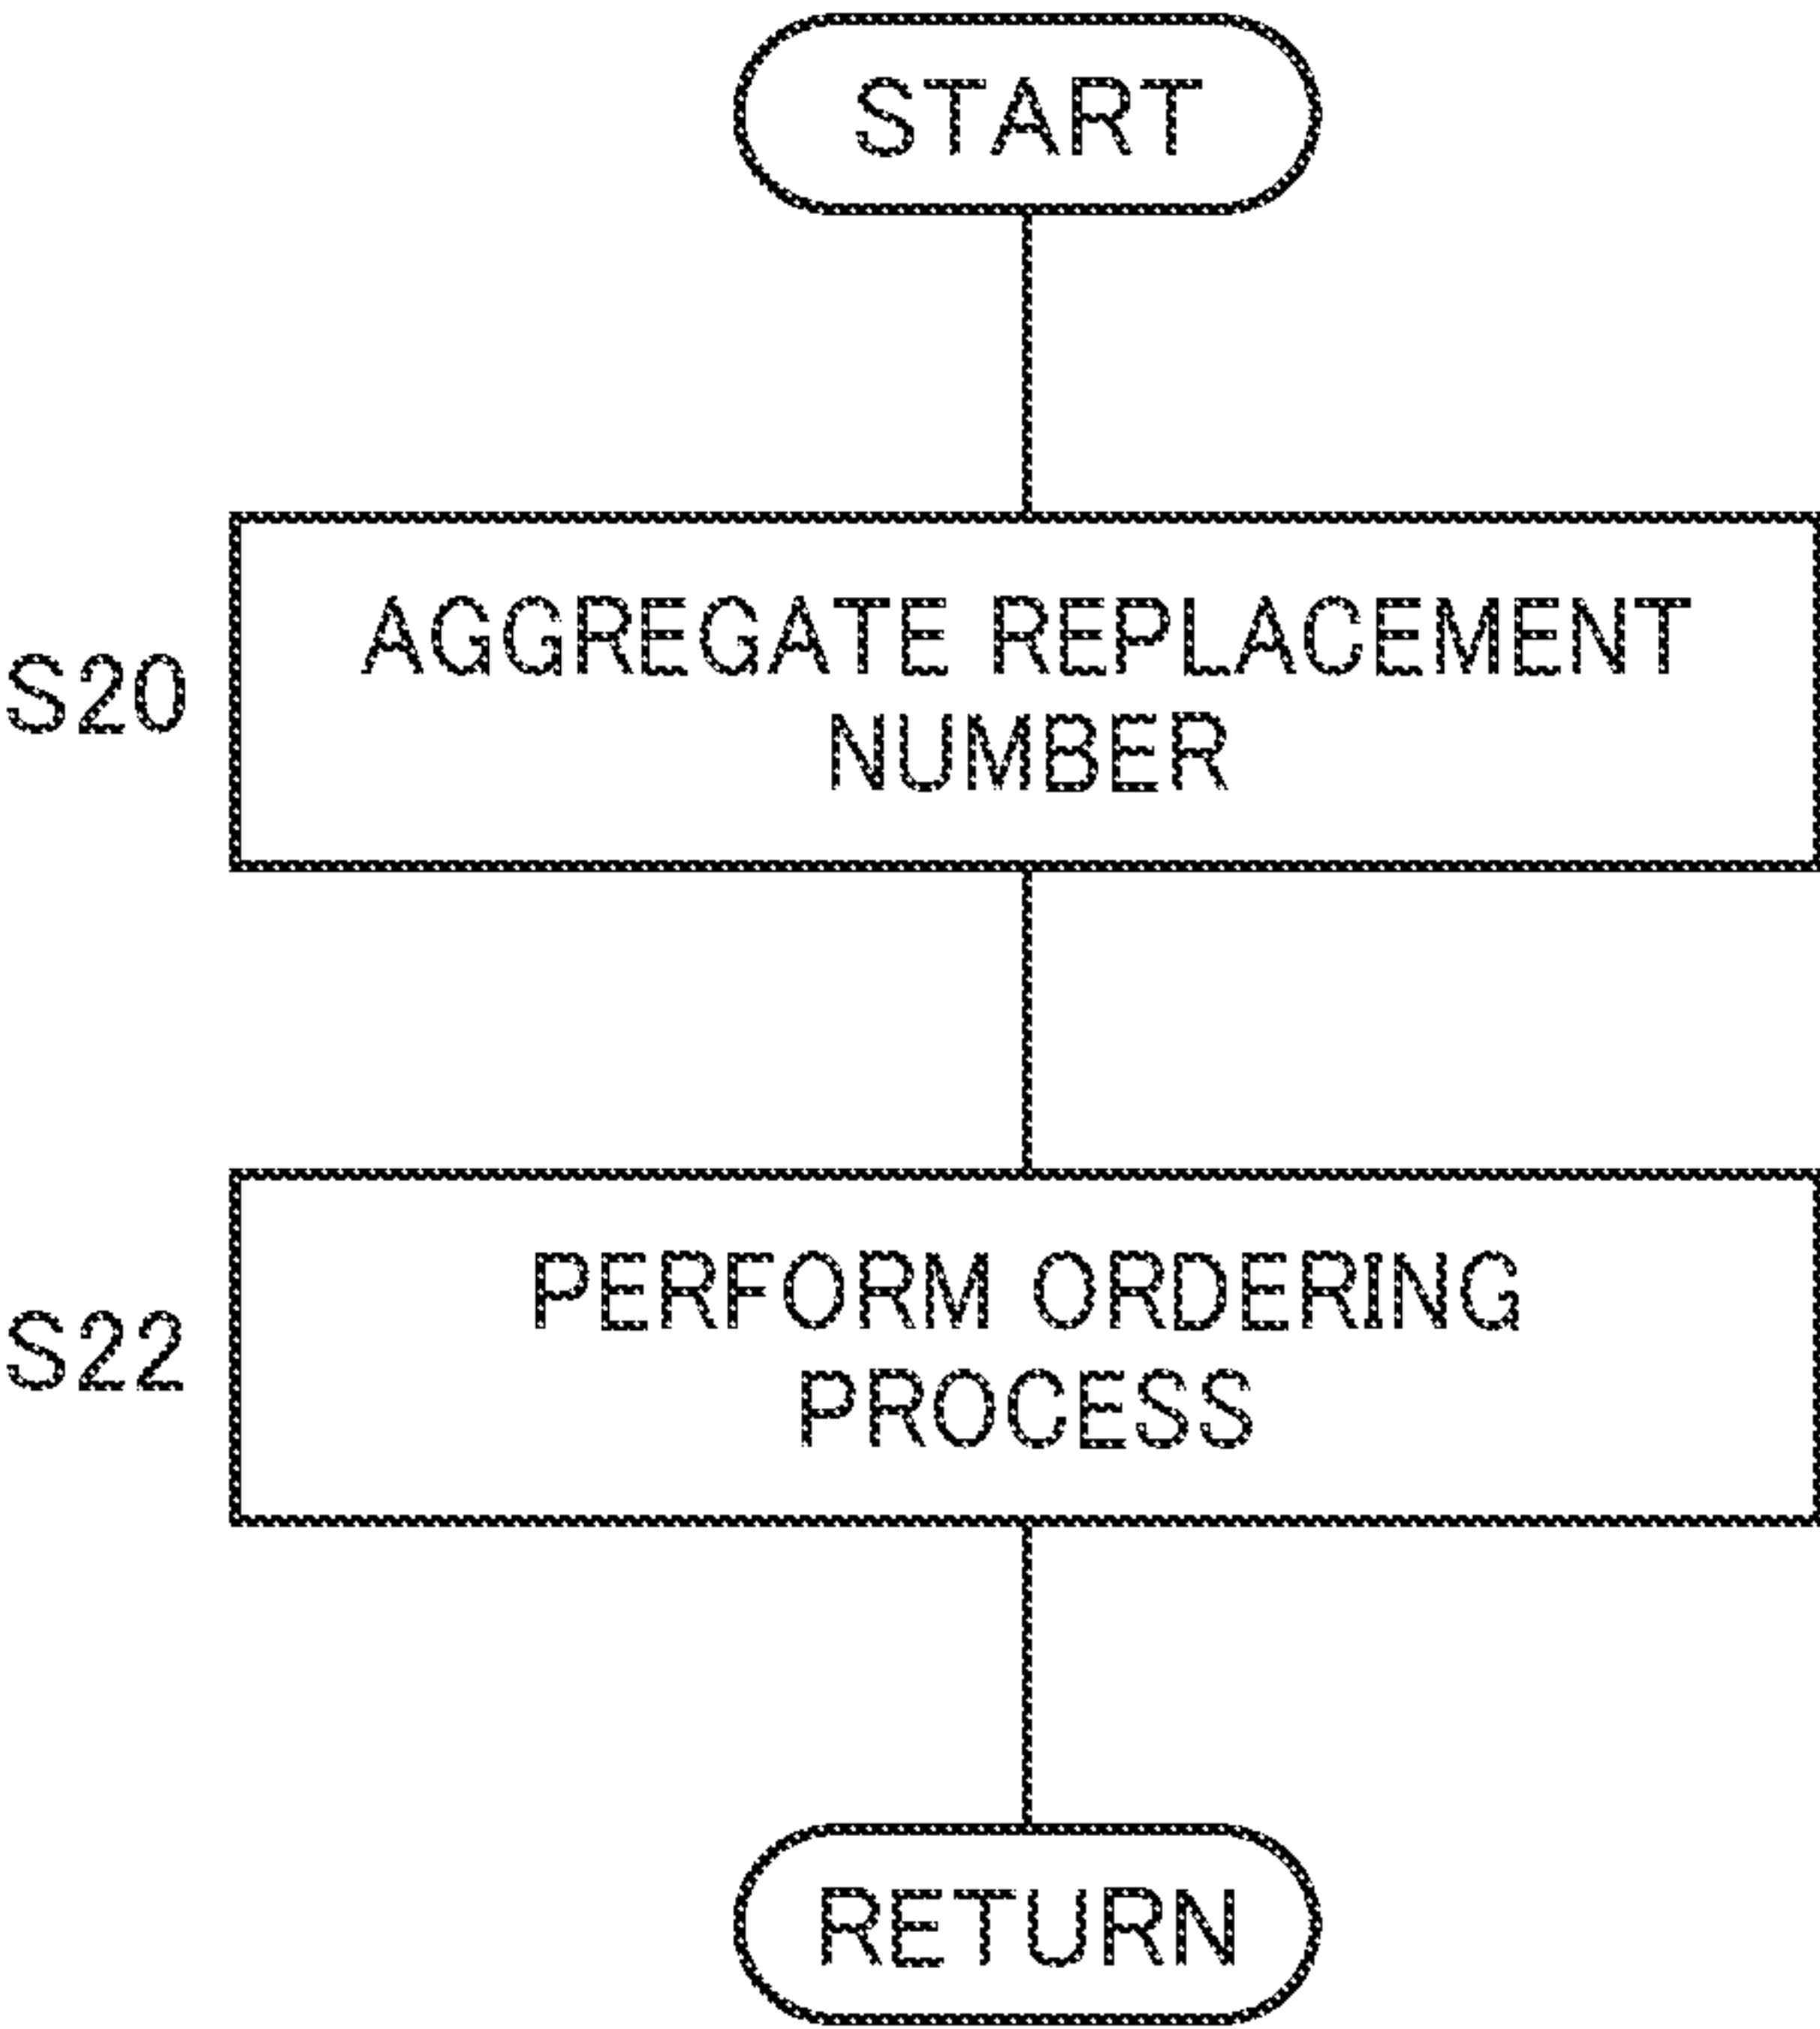 START
S20
AGGREGATE REPLACEMENT
NUMBER
S22
PERFORM ORDERING
PROCESS
RETURN